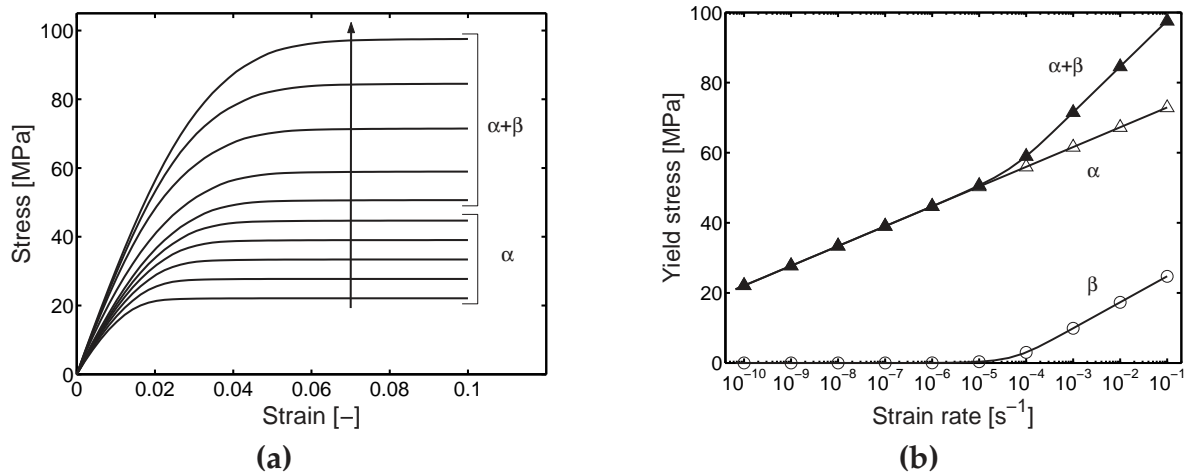 100
80
60
40
20
0
Stress [MPa]
0 0.02 0.04 0.06 0.08 0.1
Strain [−]
α+β
α
(a)
100
80
60
40
20
0
Yield stress [MPa]
α+β
α
β
10⁻¹⁰ 10⁻⁹ 10⁻⁸ 10⁻⁷ 10⁻⁶ 10⁻⁵ 10⁻⁴ 10⁻³ 10⁻² 10⁻¹
Strain rate [s⁻¹]
(b)